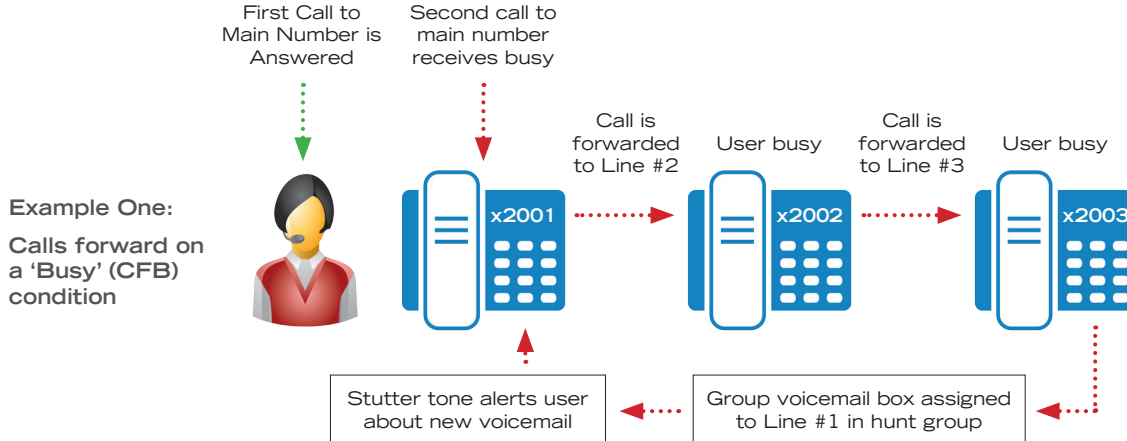 First Call to
Main Number is
Answered
Second call to
main number
receives busy
Call is
forwarded
to Line #2
User busy
Call is
forwarded
to Line #3
User busy
Example One:
Calls forward on
a ‘Busy’ (CFB)
condition
x2001
x2002
x2003
Stutter tone alerts user
about new voicemail
Group voicemail box assigned
to Line #1 in hunt group